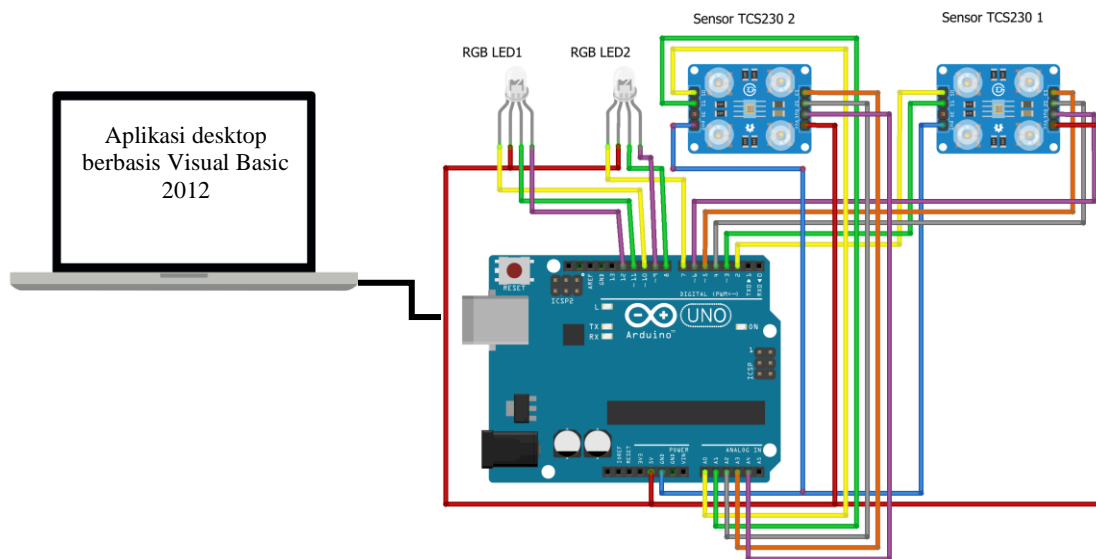 Sensor TCS230 2
Sensor TCS230 1
RGB LED1
RGB LED2
Aplikasi desktop
berbasis Visual Basic
2012
RESET
ICSP2
AREF
GND
13
12
~11
~10
~9
8
7
~6
~5
4
~3
2
TXD
RXD
DIGITAL (PWM~)
L
TX
RX
UNO
Arduino
ON
ICSP
1
POWER
ANALOG IN
IOREF
RESET
3V3
5V
GND
GND
VIN
A0
A1
A2
A3
A4
A5